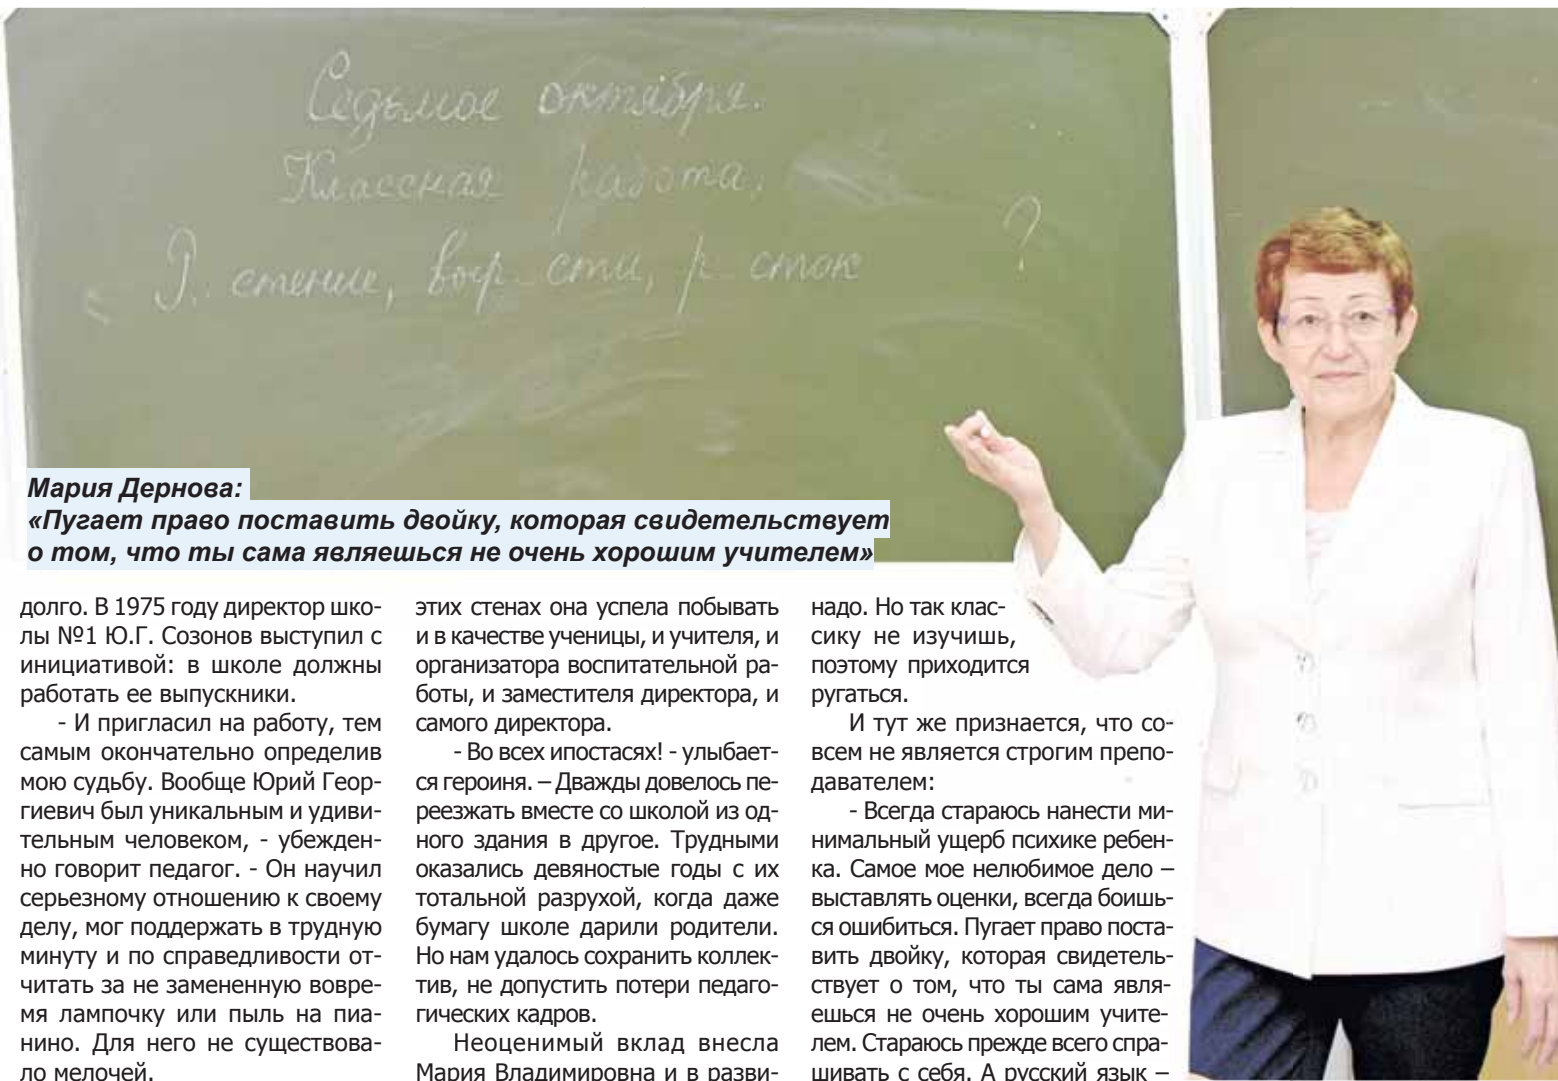 Седьмое октября.
Классная работа.
Р.. стение, выр..сти, р..сток ?
Мария Дернова:
«Пугает право поставить двойку, которая свидетельствует
о том, что ты сама являешься не очень хорошим учителем»
долго. В 1975 году директор шко-
лы №1 Ю.Г. Созонов выступил с
инициативой: в школе должны
работать ее выпускники.
- И пригласил на работу, тем
самым окончательно определив
мою судьбу. Вообще Юрий Геор-
гиевич был уникальным и удиви-
тельным человеком, - убежден-
но говорит педагог. - Он научил
серьезному отношению к своему
делу, мог поддержать в трудную
минуту и по справедливости от-
читать за не замененную вовре-
мя лампочку или пыль на пиа-
нино. Для него не существова-
ло мелочей.
этих стенах она успела побывать
и в качестве ученицы, и учителя, и
организатора воспитательной ра-
боты, и заместителя директора, и
самого директора.
- Во всех ипостасях! - улыбает-
ся героиня. – Дважды довелось пе-
реезжать вместе со школой из од-
ного здания в другое. Трудными
оказались девяностые годы с их
тотальной разрухой, когда даже
бумагу школе дарили родители.
Но нам удалось сохранить коллек-
тив, не допустить потери педаго-
гических кадров.
Неоценимый вклад внесла
Мария Владимировна и в разви-
надо. Но так клас-
сику не изучишь,
поэтому приходится
ругаться.
И тут же признается, что со-
всем не является строгим препо-
давателем:
- Всегда стараюсь нанести ми-
нимальный ущерб психике ребен-
ка. Самое мое нелюбимое дело –
выставлять оценки, всегда боишь-
ся ошибиться. Пугает право поста-
вить двойку, которая свидетель-
ствует о том, что ты сама явля-
ешься не очень хорошим учите-
лем. Стараюсь прежде всего спра-
шивать с себя. А русский язык –